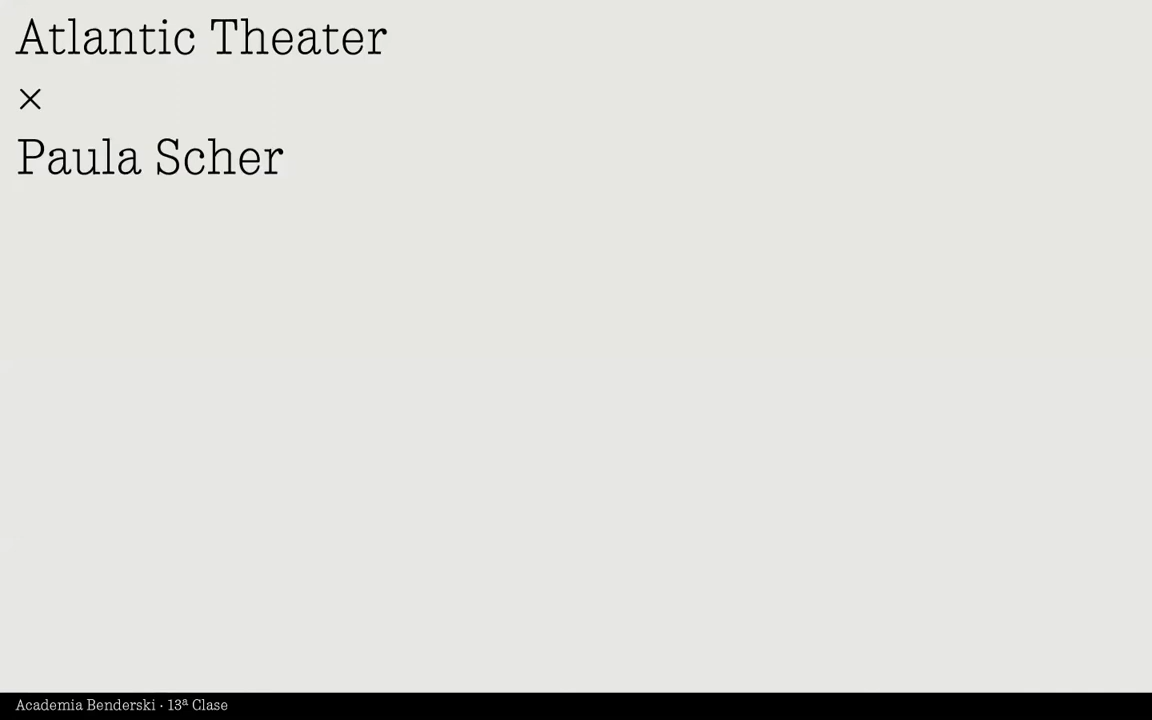 Atlantic Theater
×
Paula Scher
Academia Benderski · 13ª Clase